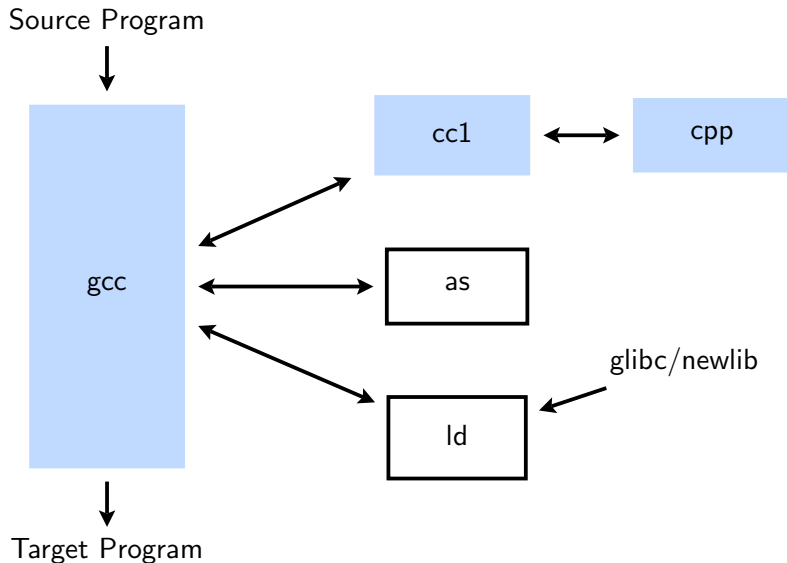 Source Program
cc1
cpp
gcc
as
glibc/newlib
ld
Target Program